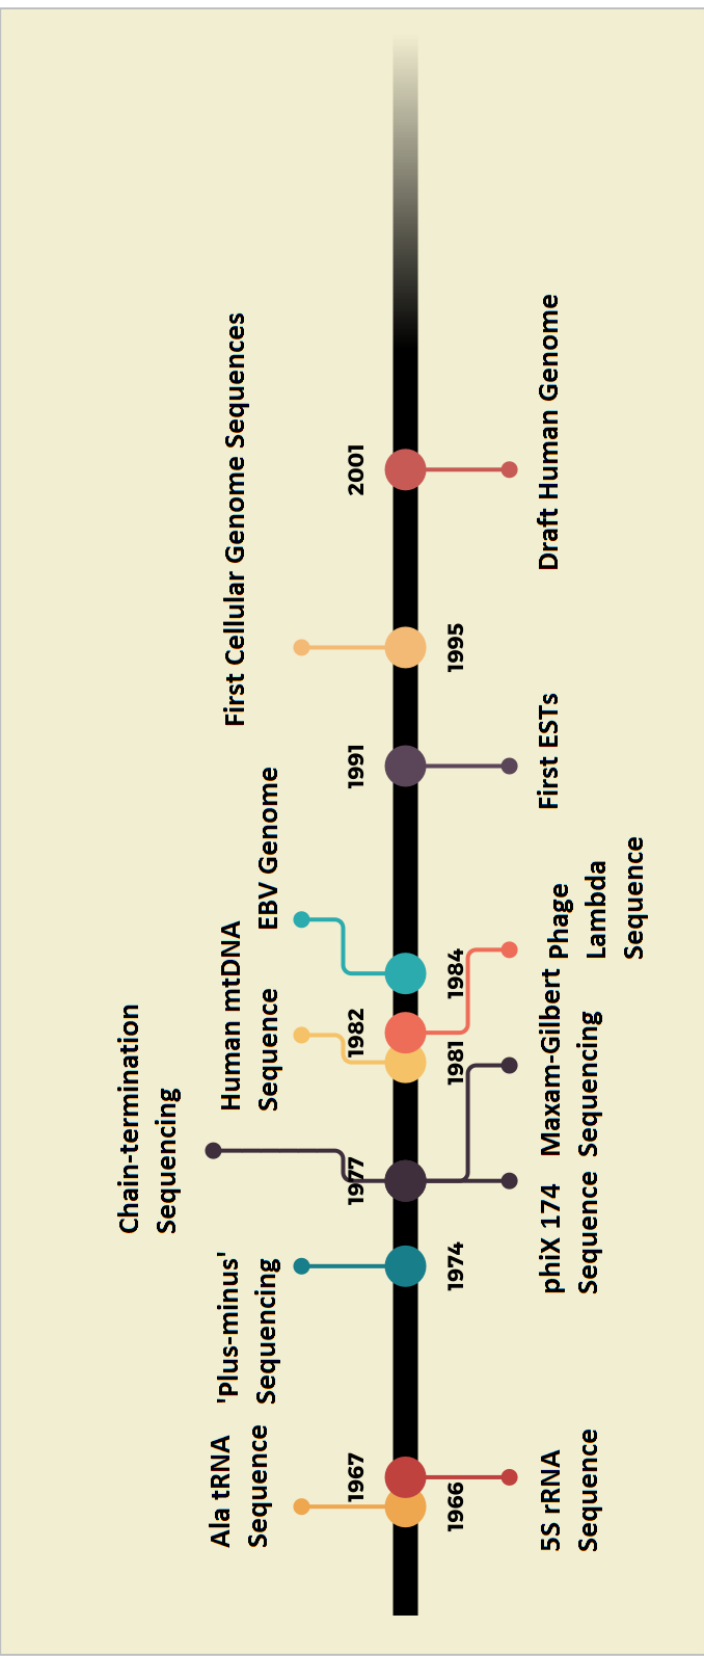 Ala tRNA
Sequence
1966
1967
5S rRNA
Sequence
'Plus-minus'
Sequencing
1974
Chain-termination
Sequencing
1977
phiX 174
Sequence
Maxam-Gilbert
Sequencing
Human mtDNA
Sequence
1981
1982
Phage
Lambda
Sequence
EBV Genome
1984
1991
First ESTs
First Cellular Genome Sequences
1995
2001
Draft Human Genome